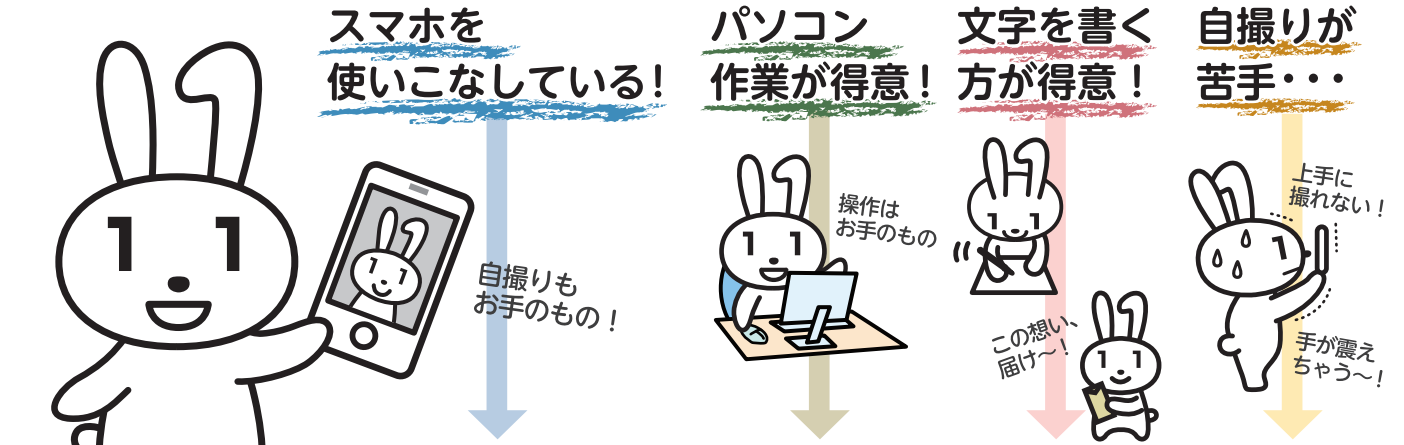 スマホを
使いこなしている！
自撮りも
お手のもの！
パソコン
作業が得意！
操作は
お手のもの
文字を書く
方が得意！
この想い、
届け〜！
自撮りが
苦手・・・
上手に
撮れない！
手が震え
ちゃう〜！